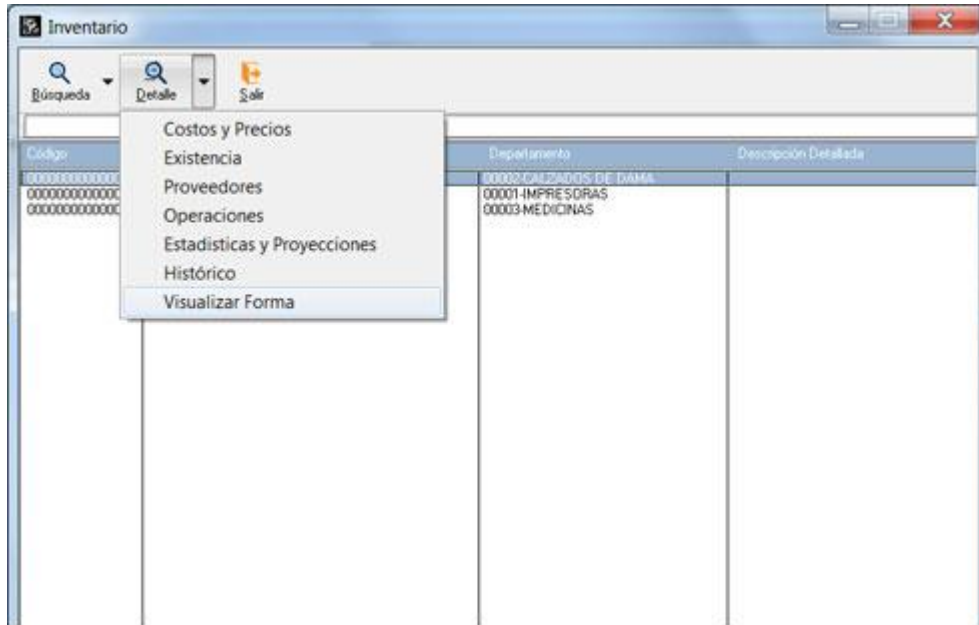 Inventario
Búsqueda Detalle Salir
Costos y Precios
Existencia
Proveedores
Operaciones
Estadisticas y Proyecciones
Histórico
Visualizar Forma
Código Departamento Descripción Detallada
00002-CALZADOS DE DAMA
00001-IMPRESORAS
00003-MEDICINAS